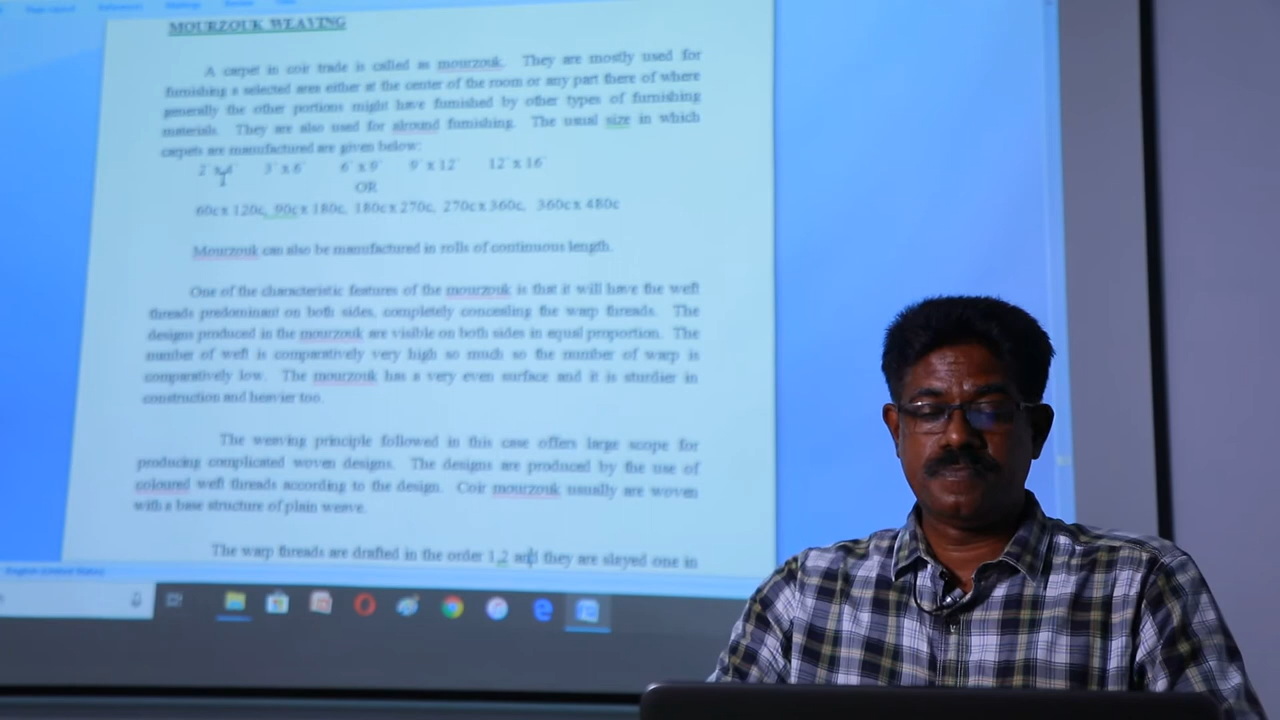 MOURZOUK WEAVING
A carpet in coir trade is called as mourzouk. They are mostly used for
furnishing a selected area either at the center of the room or any part there of where
generally the other portions might have furnished by other types of furnishing
materials. They are also used for alround furnishing. The usual size in which
carpets are manufactured are given below:
2' x 4' 3' x 6' 6' x 9' 9' x 12' 12' x 16'
OR
60c x 120c, 90c x 180c, 180c x 270c, 270c x 360c, 360c x 480c
Mourzouk can also be manufactured in rolls of continuous length.
One of the characteristic features of the mourzouk is that it will have the weft
threads predominant on both sides, completely concealing the warp threads. The
designs produced in the mourzouk are visible on both sides in equal proportion. The
number of weft is comparatively very high so much so the number of warp is
comparatively low. The mourzouk has a very even surface and it is sturdier in
construction and heavier too.
The weaving principle followed in this case offers large scope for
producing complicated woven designs. The designs are produced by the use of
coloured weft threads according to the design. Coir mourzouk usually are woven
with a base structure of plain weave.
The warp threads are drafted in the order 1,2 and they are sleyed one in
English (United States)